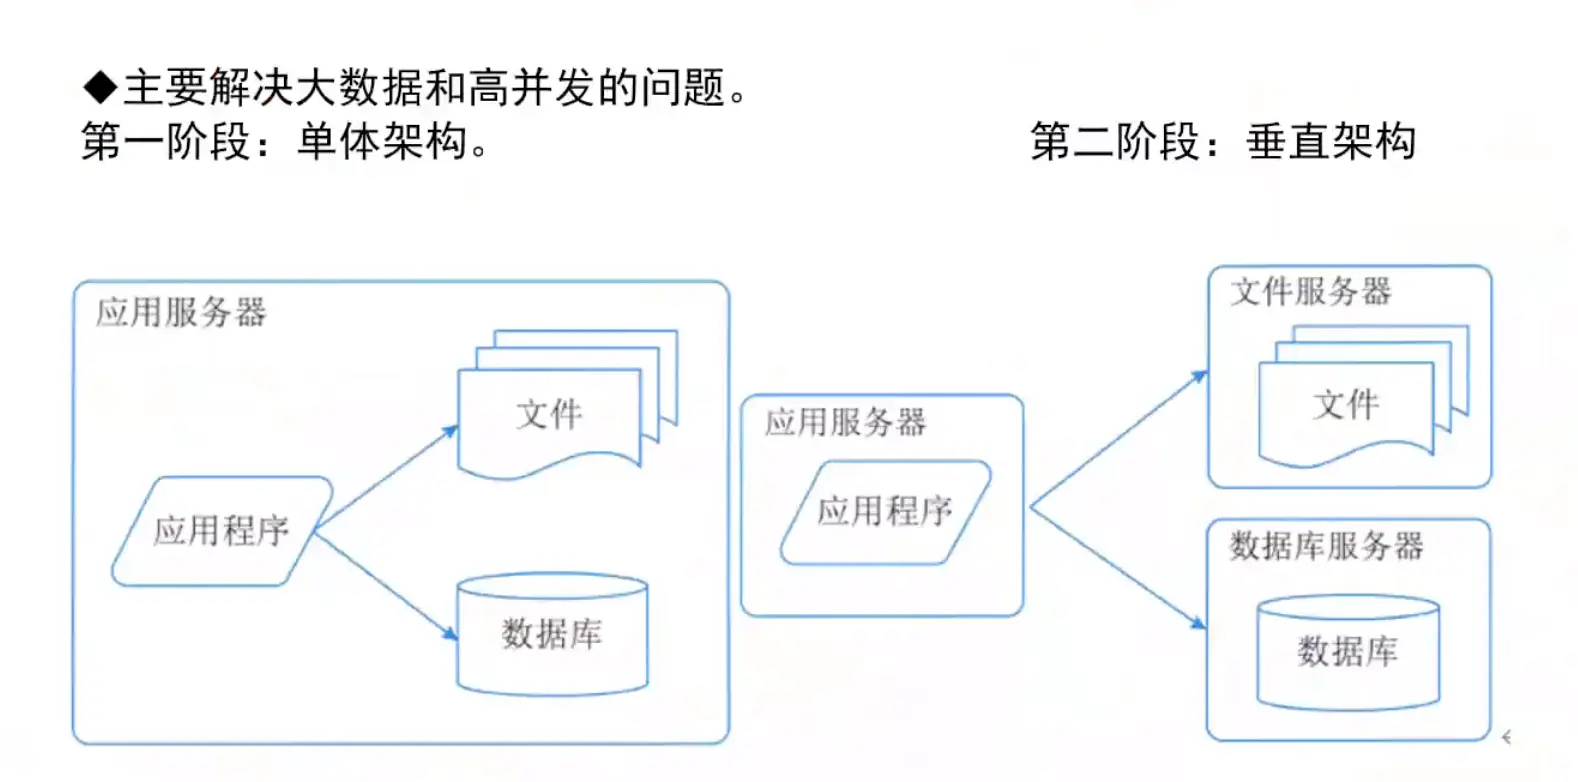 ◆主要解决大数据和高并发的问题。
第一阶段：单体架构。
第二阶段：垂直架构
应用服务器
文件
应用程序
数据库
应用服务器
应用程序
文件服务器
文件
数据库服务器
数据库